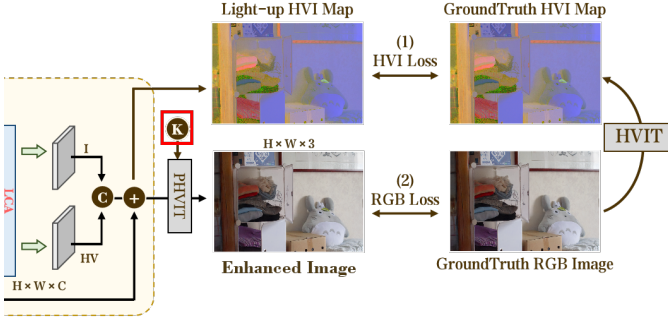 Light-up HVI Map
GroundTruth HVI Map
(1)
HVI Loss
K
HVIT
H × W × 3
I
LCA
C
+
PHVIT
(2)
RGB Loss
HV
H × W × C
Enhanced Image
GroundTruth RGB Image